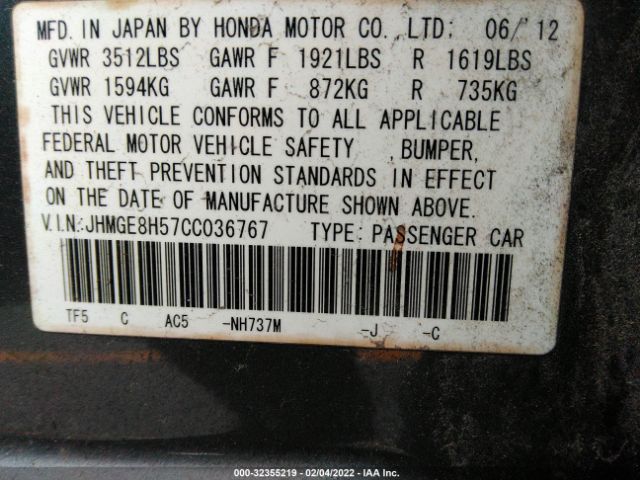 MFD. IN JAPAN BY HONDA MOTOR CO., LTD: 06/'12
GVWR 3512LBS GAWR F 1921LBS R 1619LBS
GVWR 1594KG GAWR F 872KG R 735KG
THIS VEHICLE CONFORMS TO ALL APPLICABLE
FEDERAL MOTOR VEHICLE SAFETY , BUMPER,
AND THEFT PREVENTION STANDARDS IN EFFECT
ON THE DATE OF MANUFACTURE SHOWN ABOVE.
V.I.N:JHMGE8H57CC036767 TYPE:PASSENGER CAR
TF5 C AC5 -NH737M -J -C
000-32355219 - 02/04/2022 - IAA Inc.